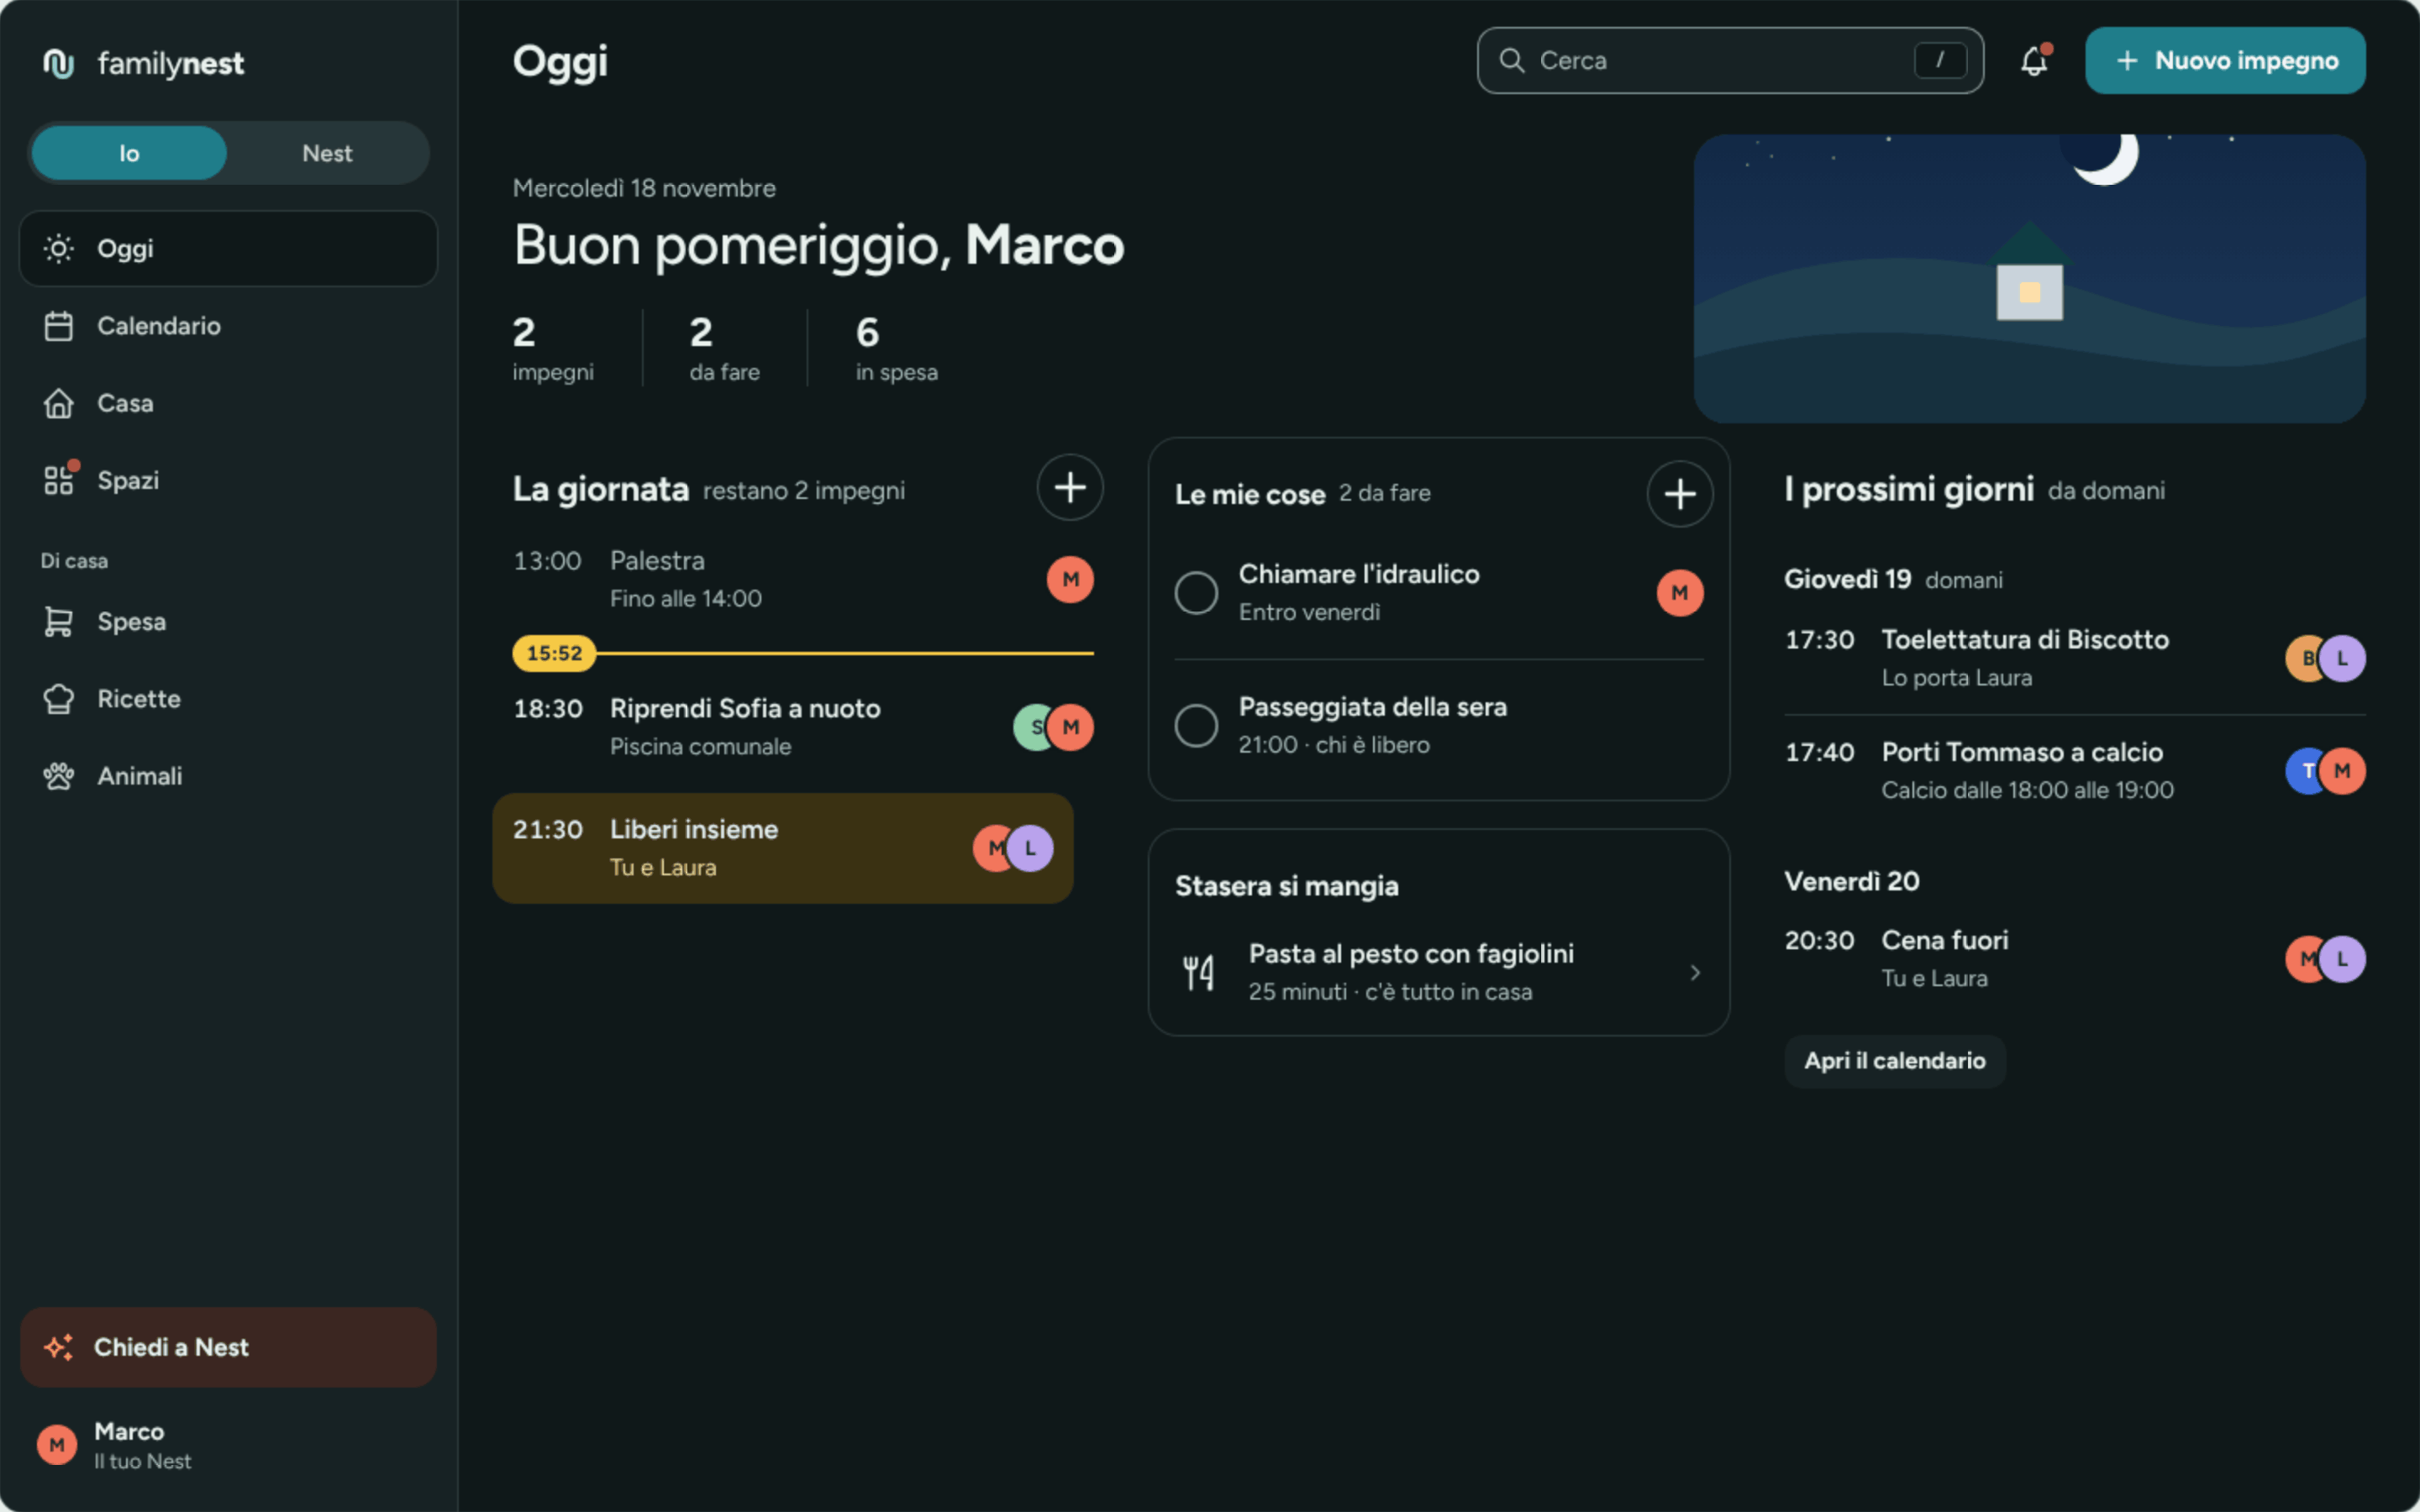 familynest
Io
Nest
Oggi
Calendario
Casa
Spazi
Di casa
Spesa
Ricette
Animali
Chiedi a Nest
M
Marco
Il tuo Nest
Oggi
Cerca
/
Nuovo impegno
Mercoledì 18 novembre
Buon pomeriggio, Marco
2
impegni
2
da fare
6
in spesa
La giornata restano 2 impegni
13:00 Palestra
Fino alle 14:00
M
15:52
18:30 Riprendi Sofia a nuoto
Piscina comunale
S M
21:30 Liberi insieme
Tu e Laura
M L
Le mie cose 2 da fare
Chiamare l'idraulico
Entro venerdì
M
Passeggiata della sera
21:00 · chi è libero
Stasera si mangia
Pasta al pesto con fagiolini
25 minuti · c'è tutto in casa
I prossimi giorni da domani
Giovedì 19 domani
17:30 Toelettatura di Biscotto
Lo porta Laura
B L
17:40 Porti Tommaso a calcio
Calcio dalle 18:00 alle 19:00
T M
Venerdì 20
20:30 Cena fuori
Tu e Laura
M L
Apri il calendario